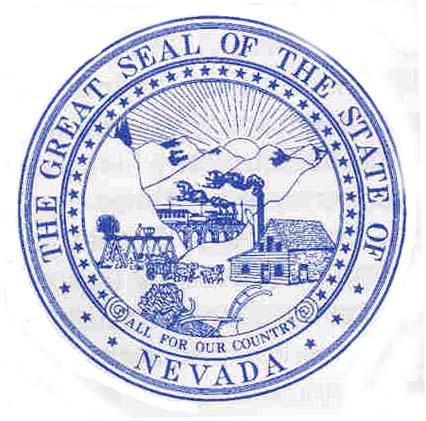 THE GREAT SEAL OF THE STATE OF
NEVADA
ALL FOR OUR COUNTRY